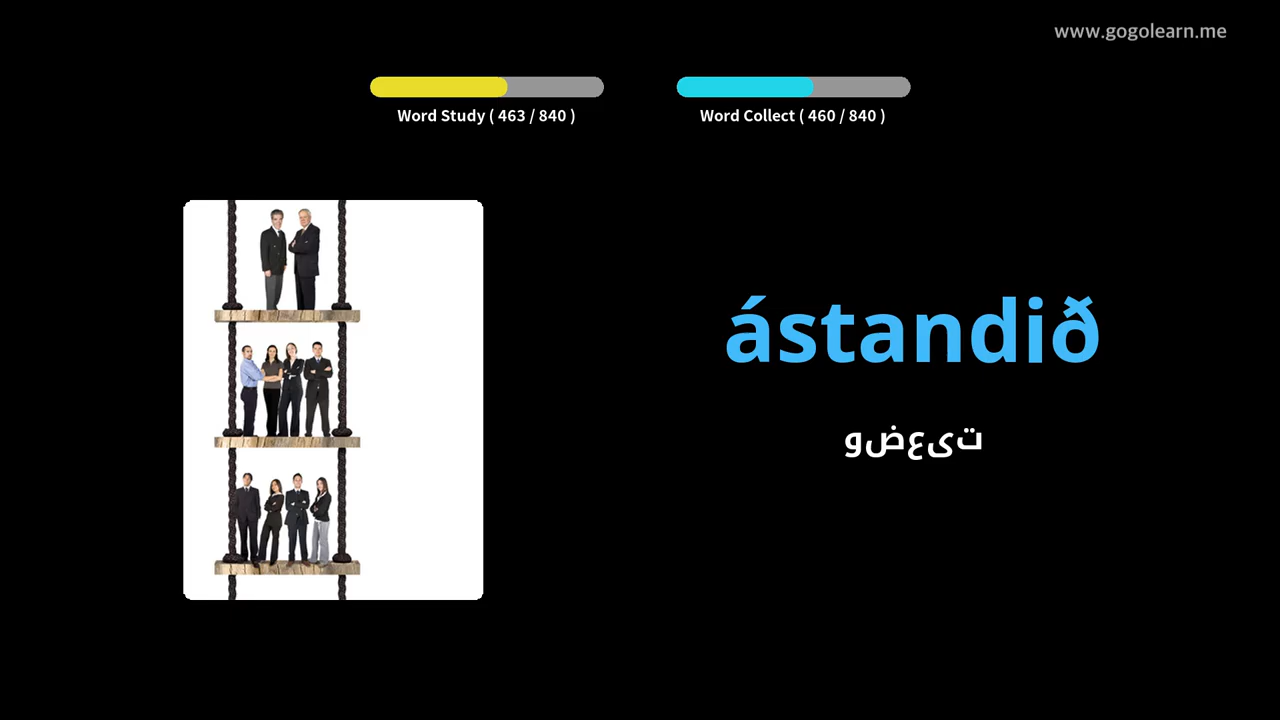 www.gogolearn.me
Word Study ( 463 / 840 )
Word Collect ( 460 / 840 )
ástandið
وضعیت